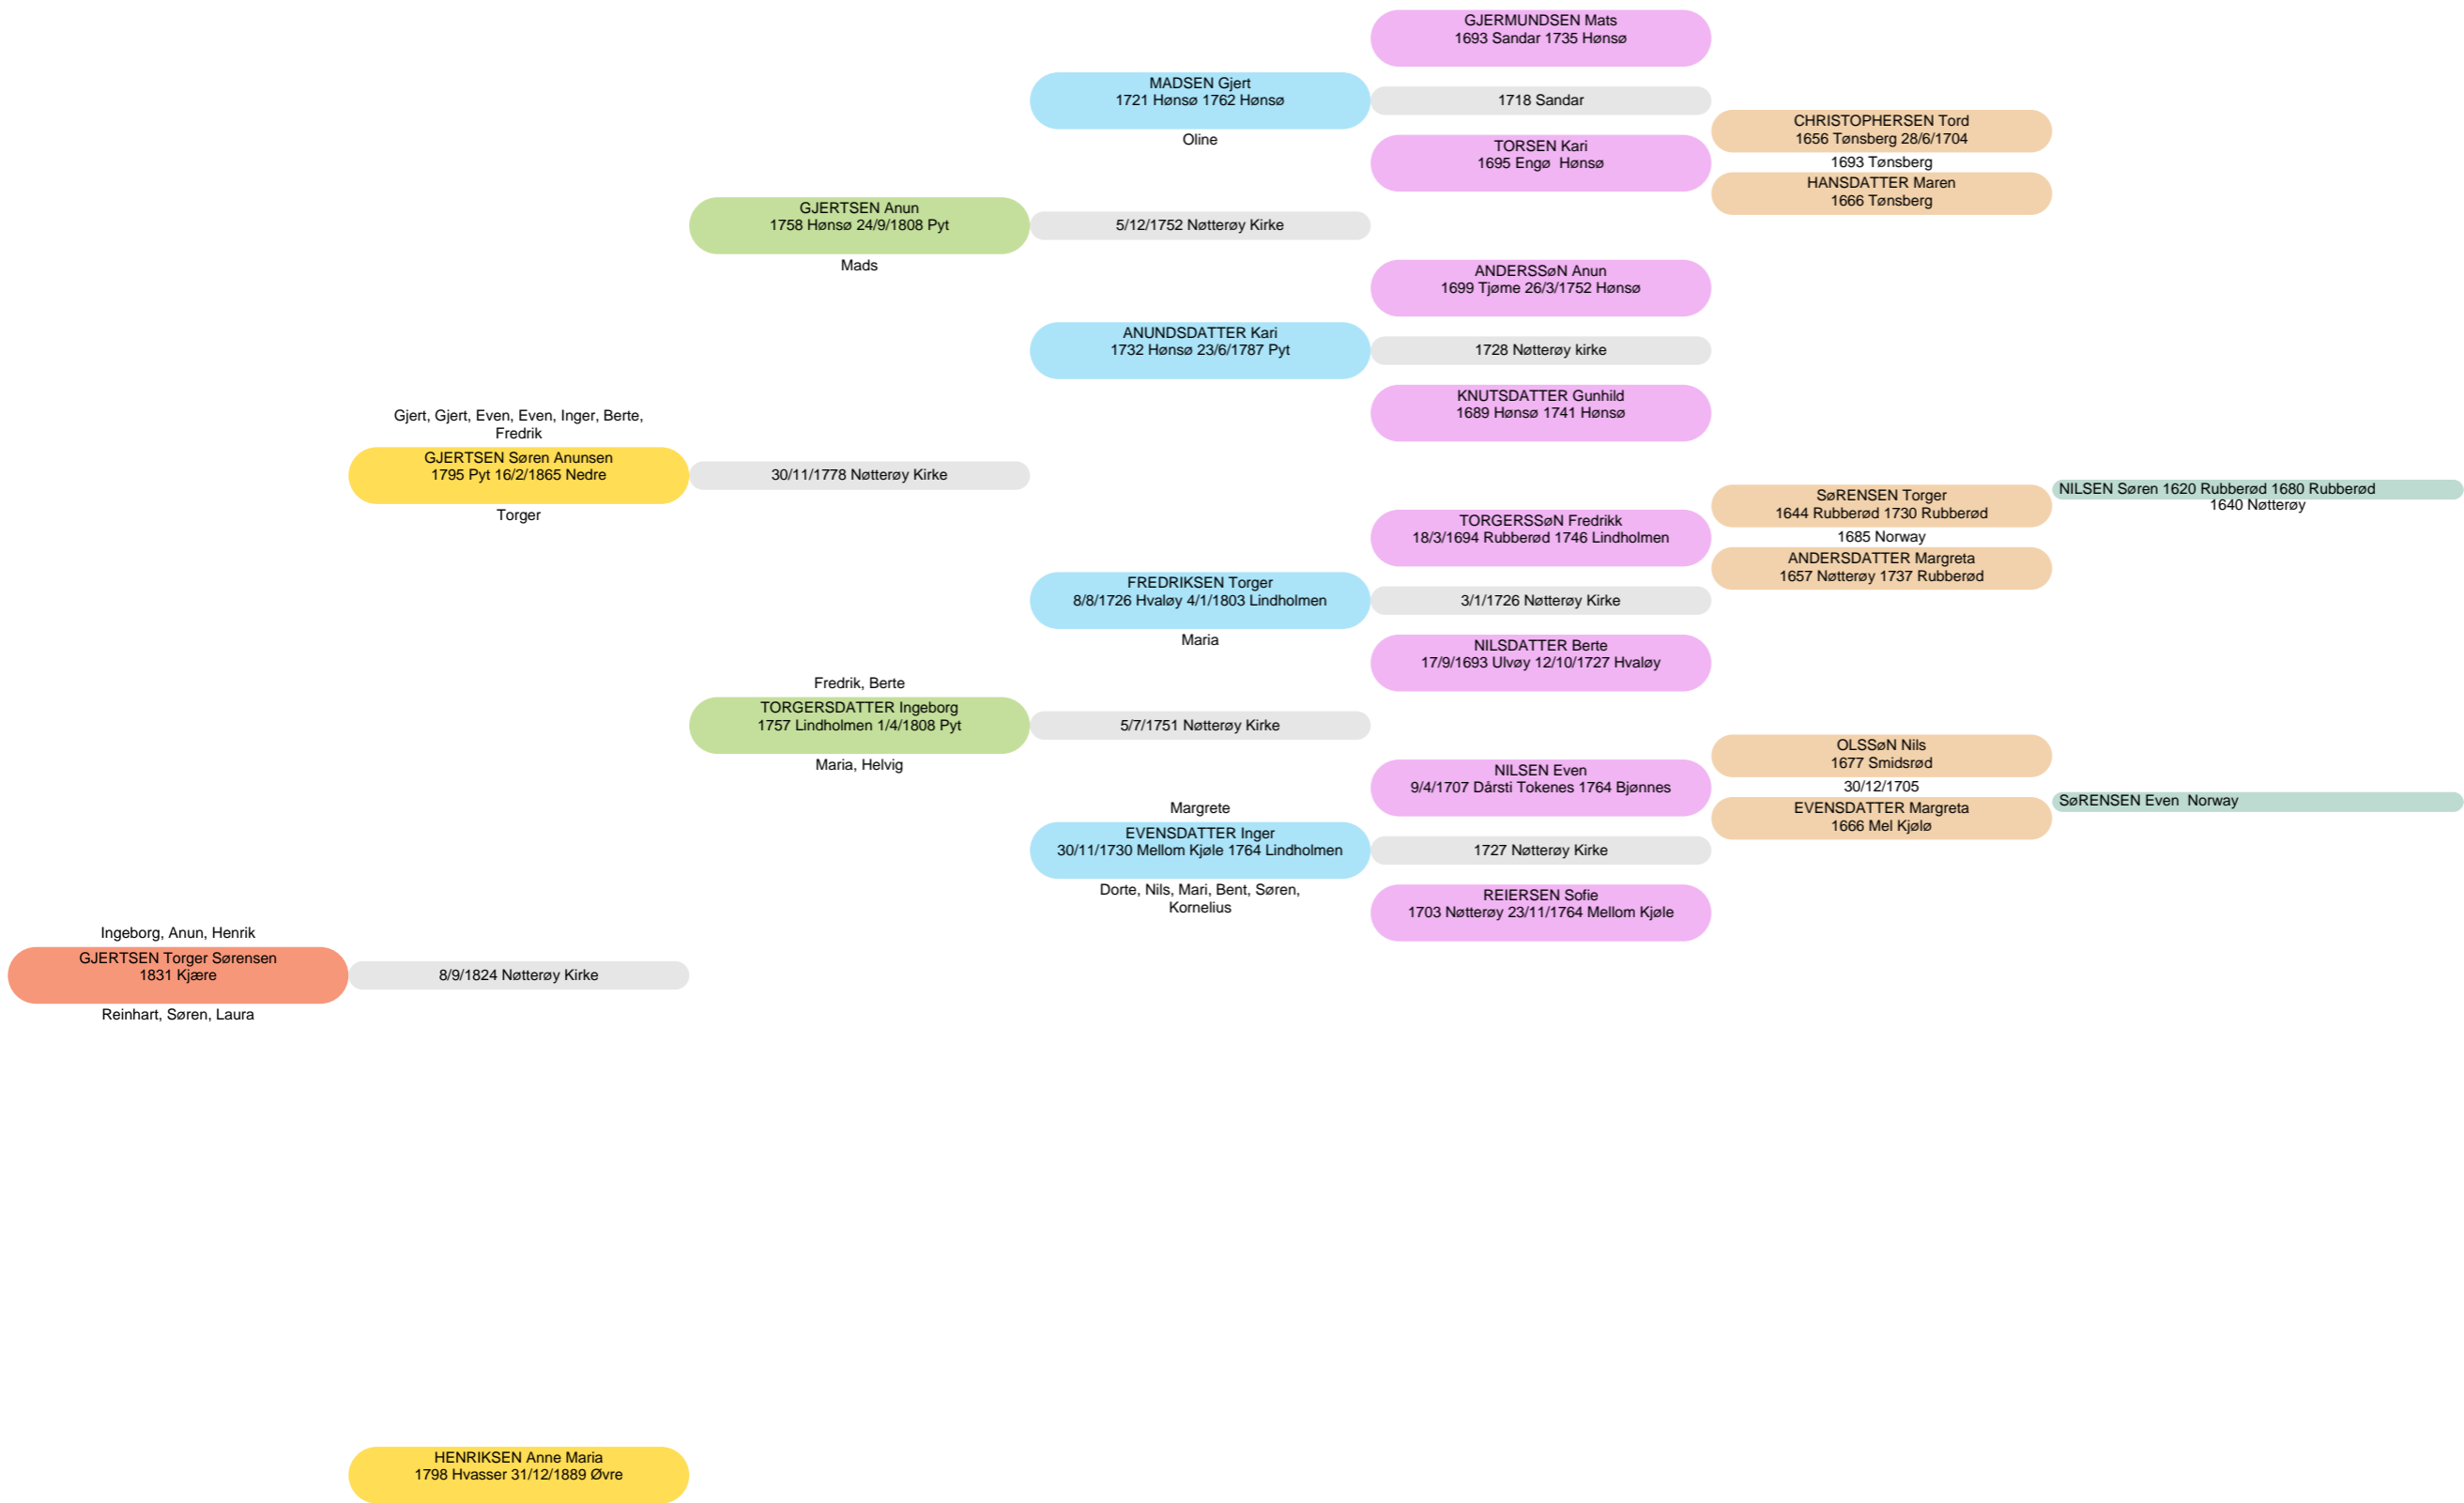 GJERMUNDSEN Mats
1693 Sandar 1735 Hønsø
MADSEN Gjert
1721 Hønsø 1762 Hønsø
1718 Sandar
Oline
TORSEN Kari
1695 Engø  Hønsø
CHRISTOPHERSEN Tord
1656 Tønsberg 28/6/1704
1693 Tønsberg
HANSDATTER Maren
1666 Tønsberg
GJERTSEN Anun
1758 Hønsø 24/9/1808 Pyt
5/12/1752 Nøtterøy Kirke
Mads
ANDERSSøN Anun
1699 Tjøme 26/3/1752 Hønsø
ANUNDSDATTER Kari
1732 Hønsø 23/6/1787 Pyt
1728 Nøtterøy kirke
KNUTSDATTER Gunhild
1689 Hønsø 1741 Hønsø
Gjert, Gjert, Even, Even, Inger, Berte,
Fredrik
GJERTSEN Søren Anunsen
1795 Pyt 16/2/1865 Nedre
30/11/1778 Nøtterøy Kirke
Torger
SøRENSEN Torger
1644 Rubberød 1730 Rubberød
NILSEN Søren 1620 Rubberød 1680 Rubberød
1640 Nøtterøy
TORGERSSøN Fredrikk
18/3/1694 Rubberød 1746 Lindholmen
1685 Norway
ANDERSDATTER Margreta
1657 Nøtterøy 1737 Rubberød
FREDRIKSEN Torger
8/8/1726 Hvaløy 4/1/1803 Lindholmen
3/1/1726 Nøtterøy Kirke
Maria
NILSDATTER Berte
17/9/1693 Ulvøy 12/10/1727 Hvaløy
Fredrik, Berte
TORGERSDATTER Ingeborg
1757 Lindholmen 1/4/1808 Pyt
5/7/1751 Nøtterøy Kirke
Maria, Helvig
OLSSøN Nils
1677 Smidsrød
NILSEN Even
9/4/1707 Dårsti Tokenes 1764 Bjønnes
30/12/1705
EVENSDATTER Margreta
1666 Mel Kjølø
SøRENSEN Even  Norway
Margrete
EVENSDATTER Inger
30/11/1730 Mellom Kjøle 1764 Lindholmen
1727 Nøtterøy Kirke
Dorte, Nils, Mari, Bent, Søren,
Kornelius
REIERSEN Sofie
1703 Nøtterøy 23/11/1764 Mellom Kjøle
Ingeborg, Anun, Henrik
GJERTSEN Torger Sørensen
1831 Kjære
8/9/1824 Nøtterøy Kirke
Reinhart, Søren, Laura
HENRIKSEN Anne Maria
1798 Hvasser 31/12/1889 Øvre